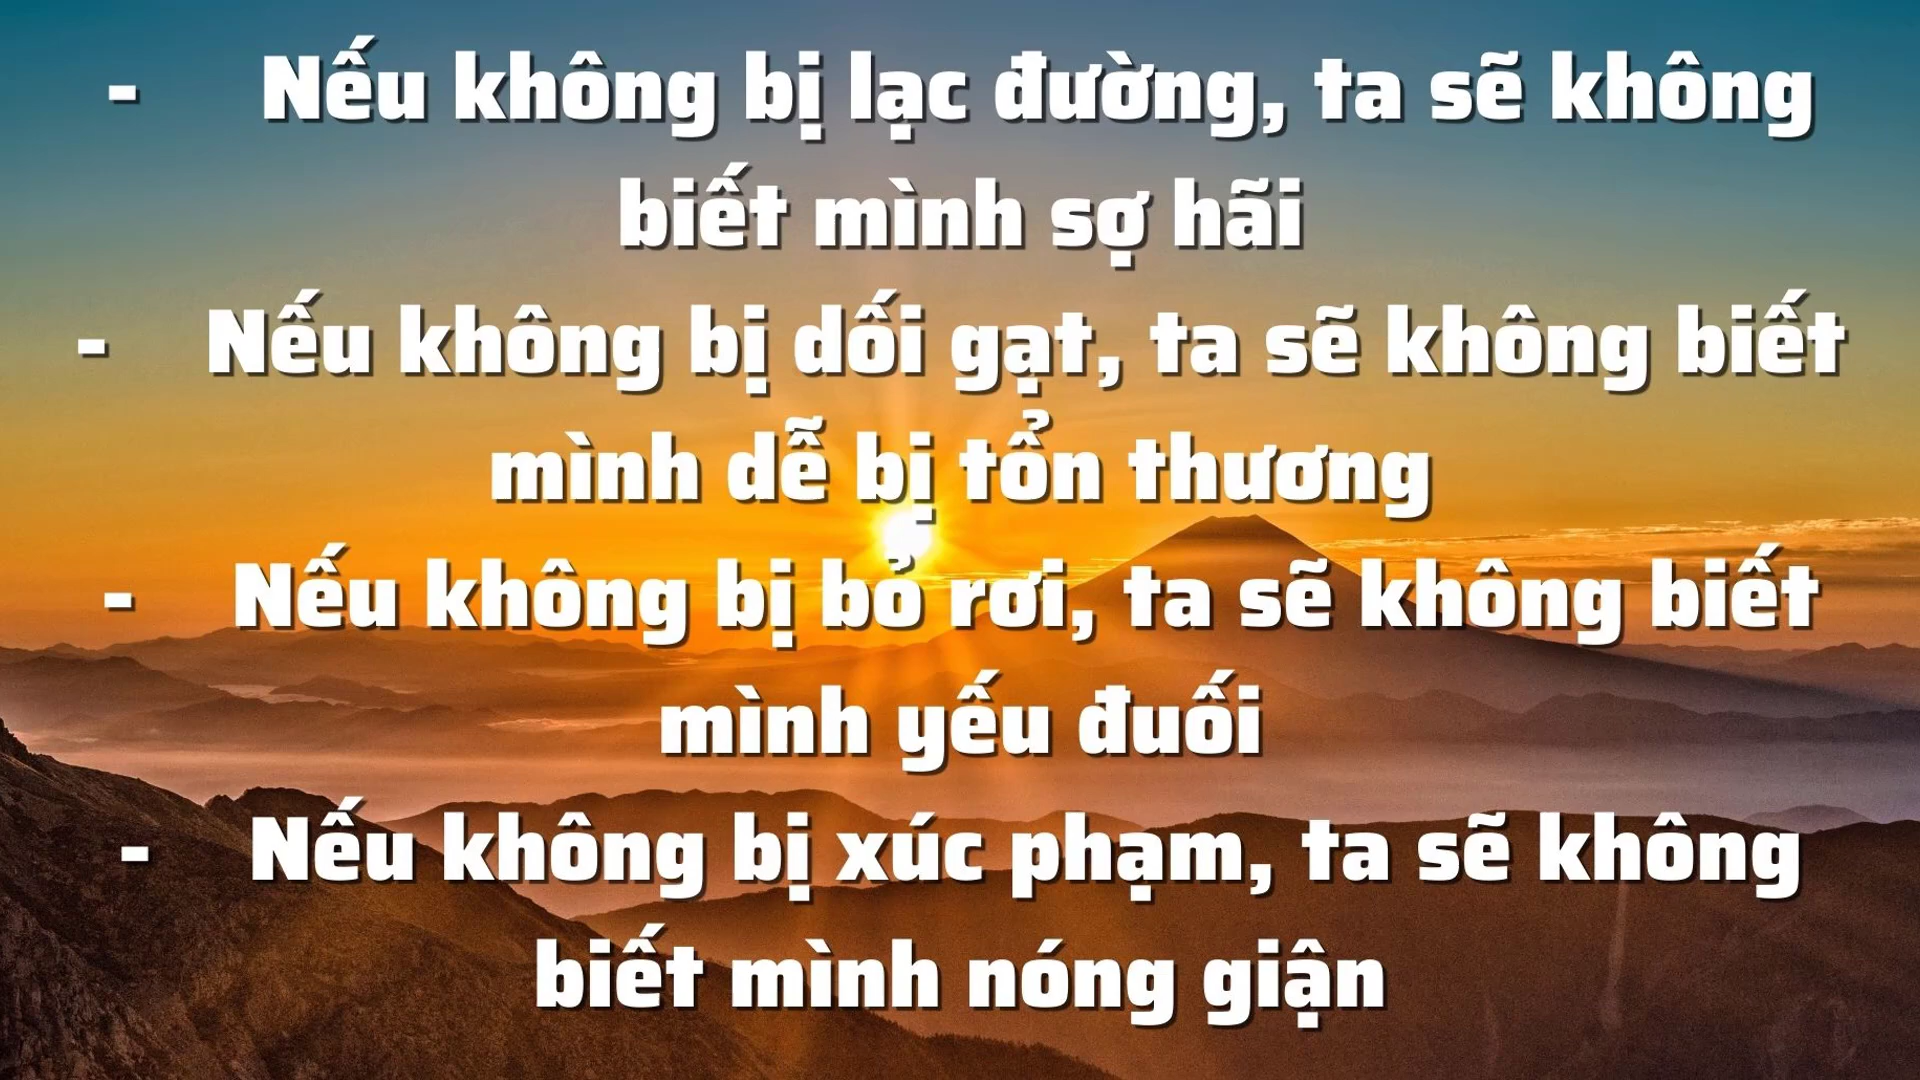 - Nếu không bị lạc đường, ta sẽ không
biết mình sợ hãi
- Nếu không bị dối gạt, ta sẽ không biết
mình dễ bị tổn thương
- Nếu không bị bỏ rơi, ta sẽ không biết
mình yếu đuối
- Nếu không bị xúc phạm, ta sẽ không
biết mình nóng giận